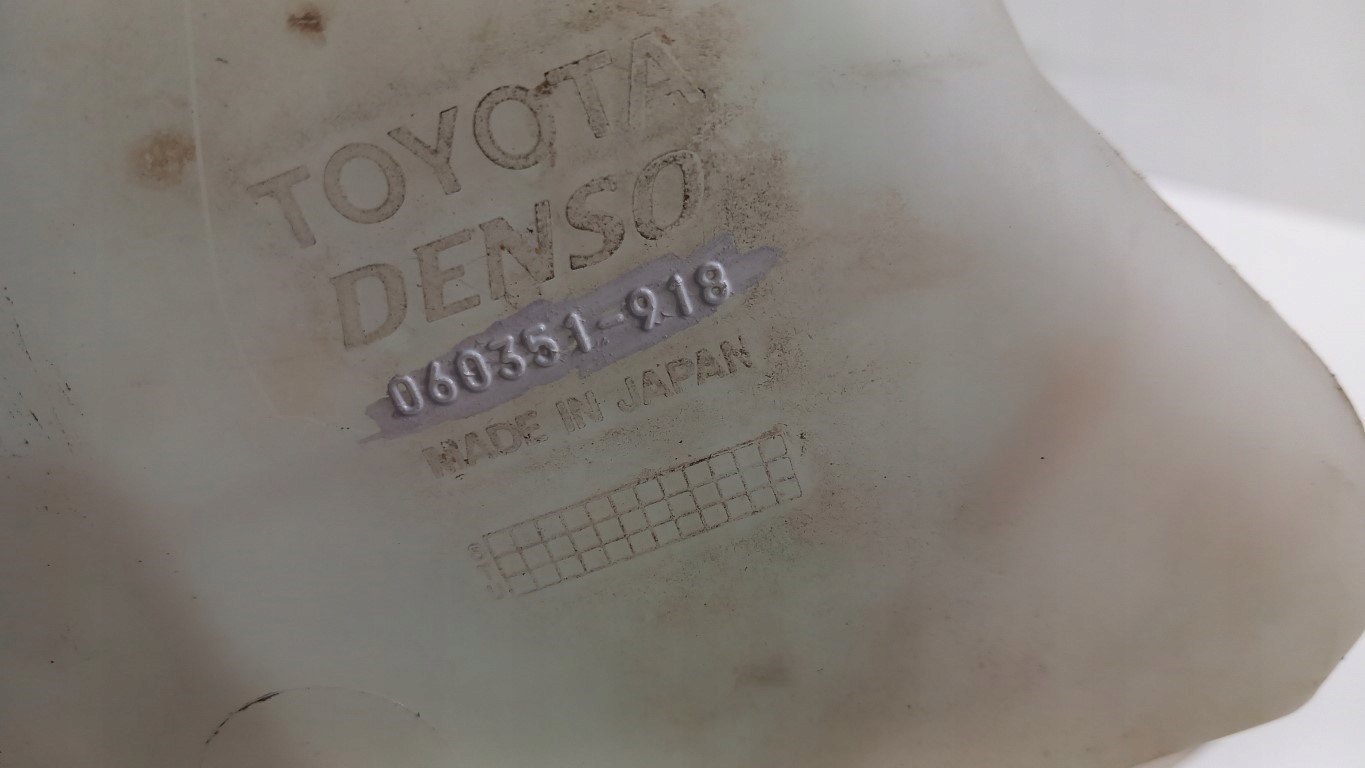 TOYOTA
DENSO
060351-918
MADE IN JAPAN